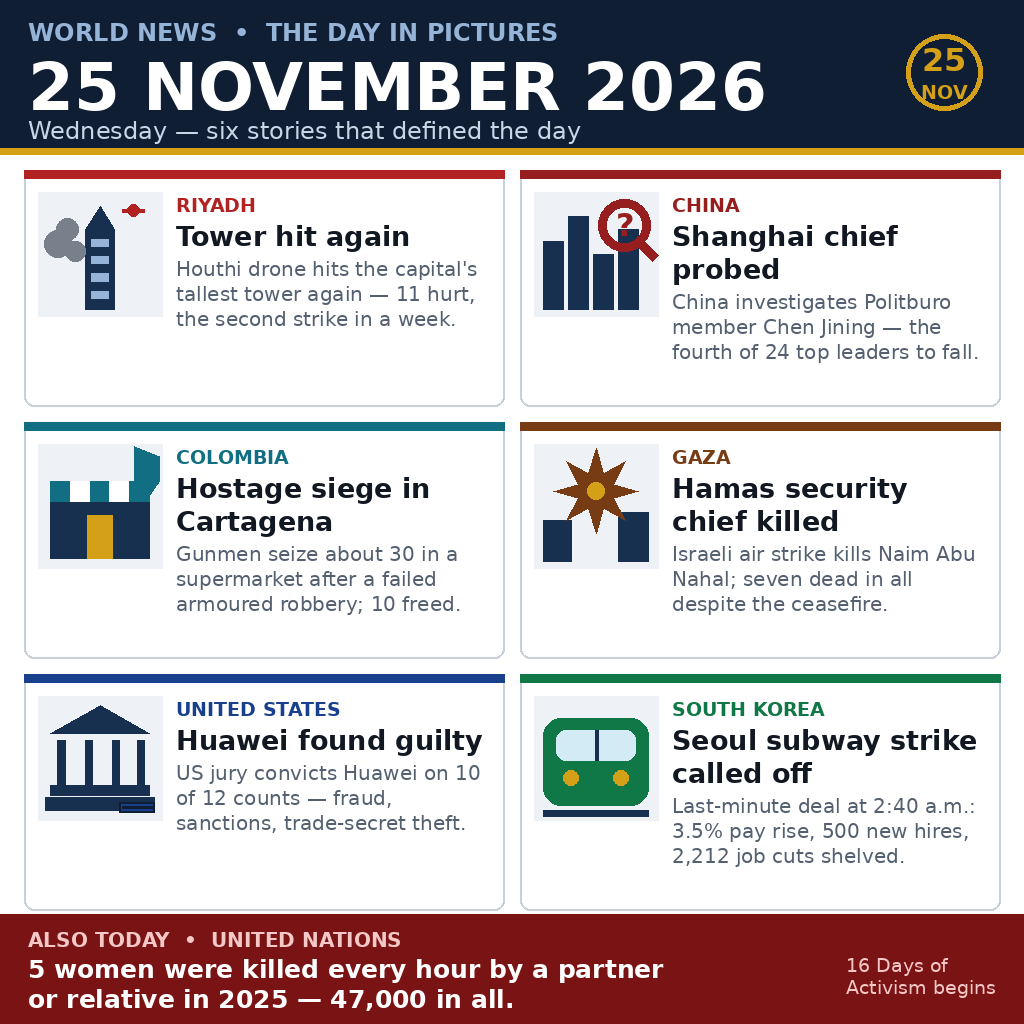 WORLD NEWS • THE DAY IN PICTURES
25 NOVEMBER 2026
Wednesday — six stories that defined the day
25
NOV
RIYADH
Tower hit again
Houthi drone hits the capital's
tallest tower again — 11 hurt,
the second strike in a week.
?
CHINA
Shanghai chief
probed
China investigates Politburo
member Chen Jining — the
fourth of 24 top leaders to fall.
COLOMBIA
Hostage siege in
Cartagena
Gunmen seize about 30 in a
supermarket after a failed
armoured robbery; 10 freed.
GAZA
Hamas security
chief killed
Israeli air strike kills Naim Abu
Nahal; seven dead in all
despite the ceasefire.
UNITED STATES
Huawei found guilty
US jury convicts Huawei on 10
of 12 counts — fraud,
sanctions, trade-secret theft.
SOUTH KOREA
Seoul subway strike
called off
Last-minute deal at 2:40 a.m.:
3.5% pay rise, 500 new hires,
2,212 job cuts shelved.
ALSO TODAY • UNITED NATIONS
5 women were killed every hour by a partner
or relative in 2025 — 47,000 in all.
16 Days of
Activism begins